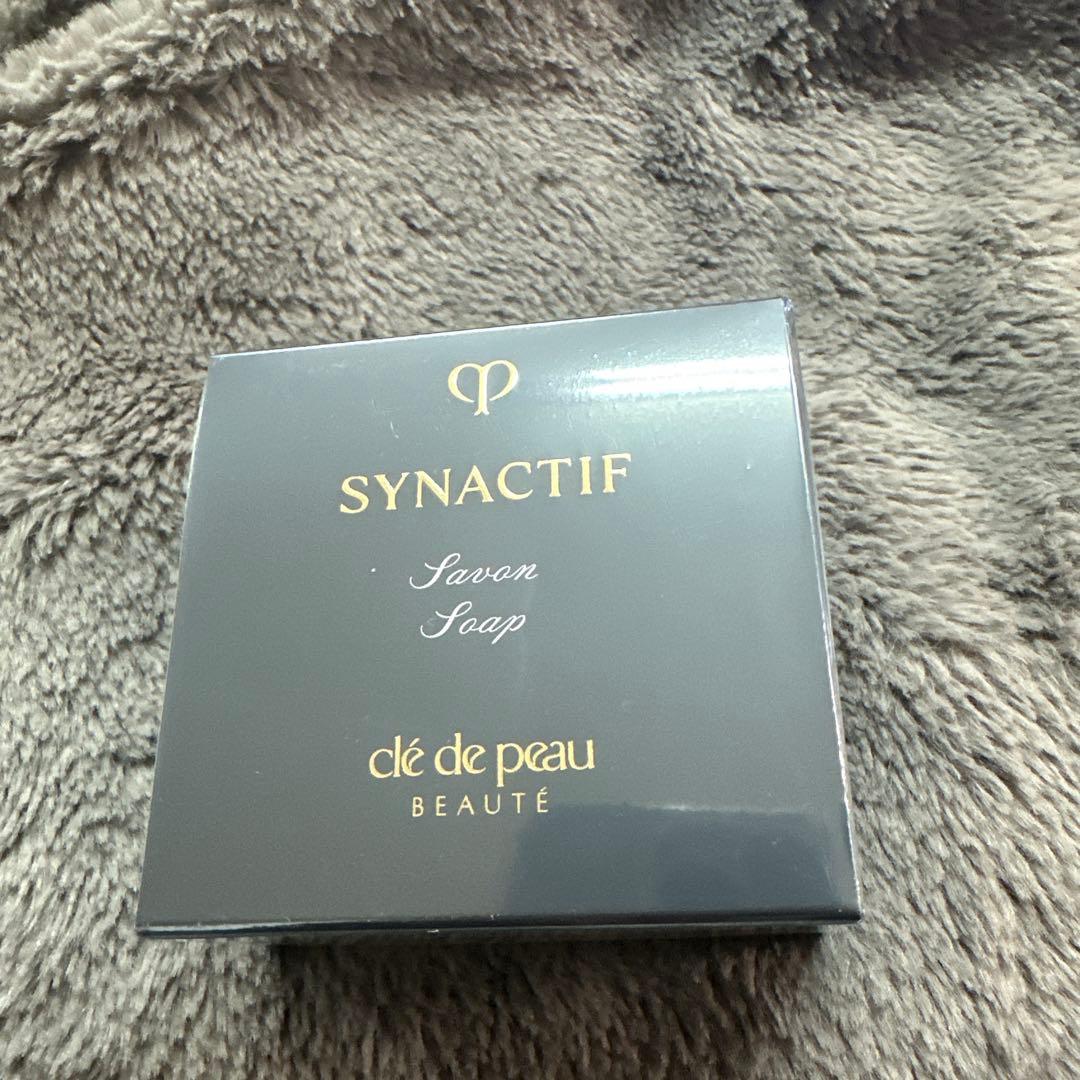 SYNACTIF
Savon
Soap
clé de peau
BEAUTÉ